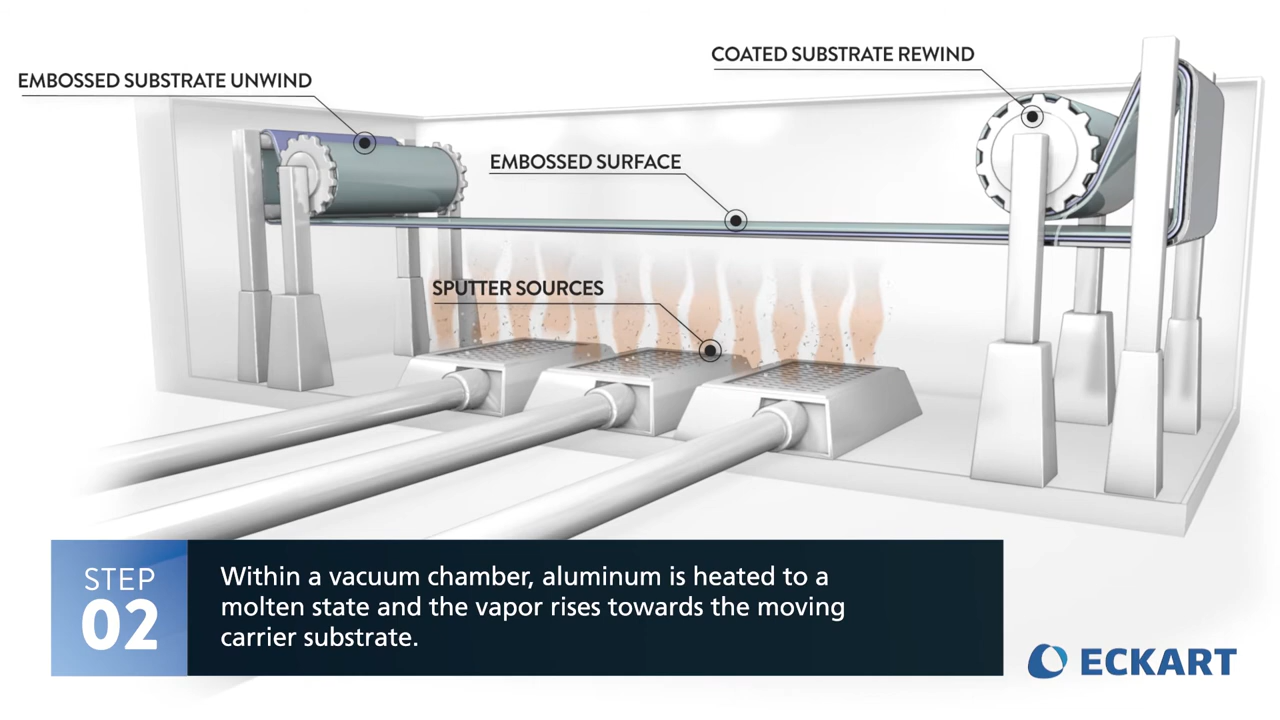 COATED SUBSTRATE REWIND
EMBOSSED SUBSTRATE UNWIND
EMBOSSED SURFACE
SPUTTER SOURCES
STEP
02
Within a vacuum chamber, aluminum is heated to a
molten state and the vapor rises towards the moving
carrier substrate.
ECKART